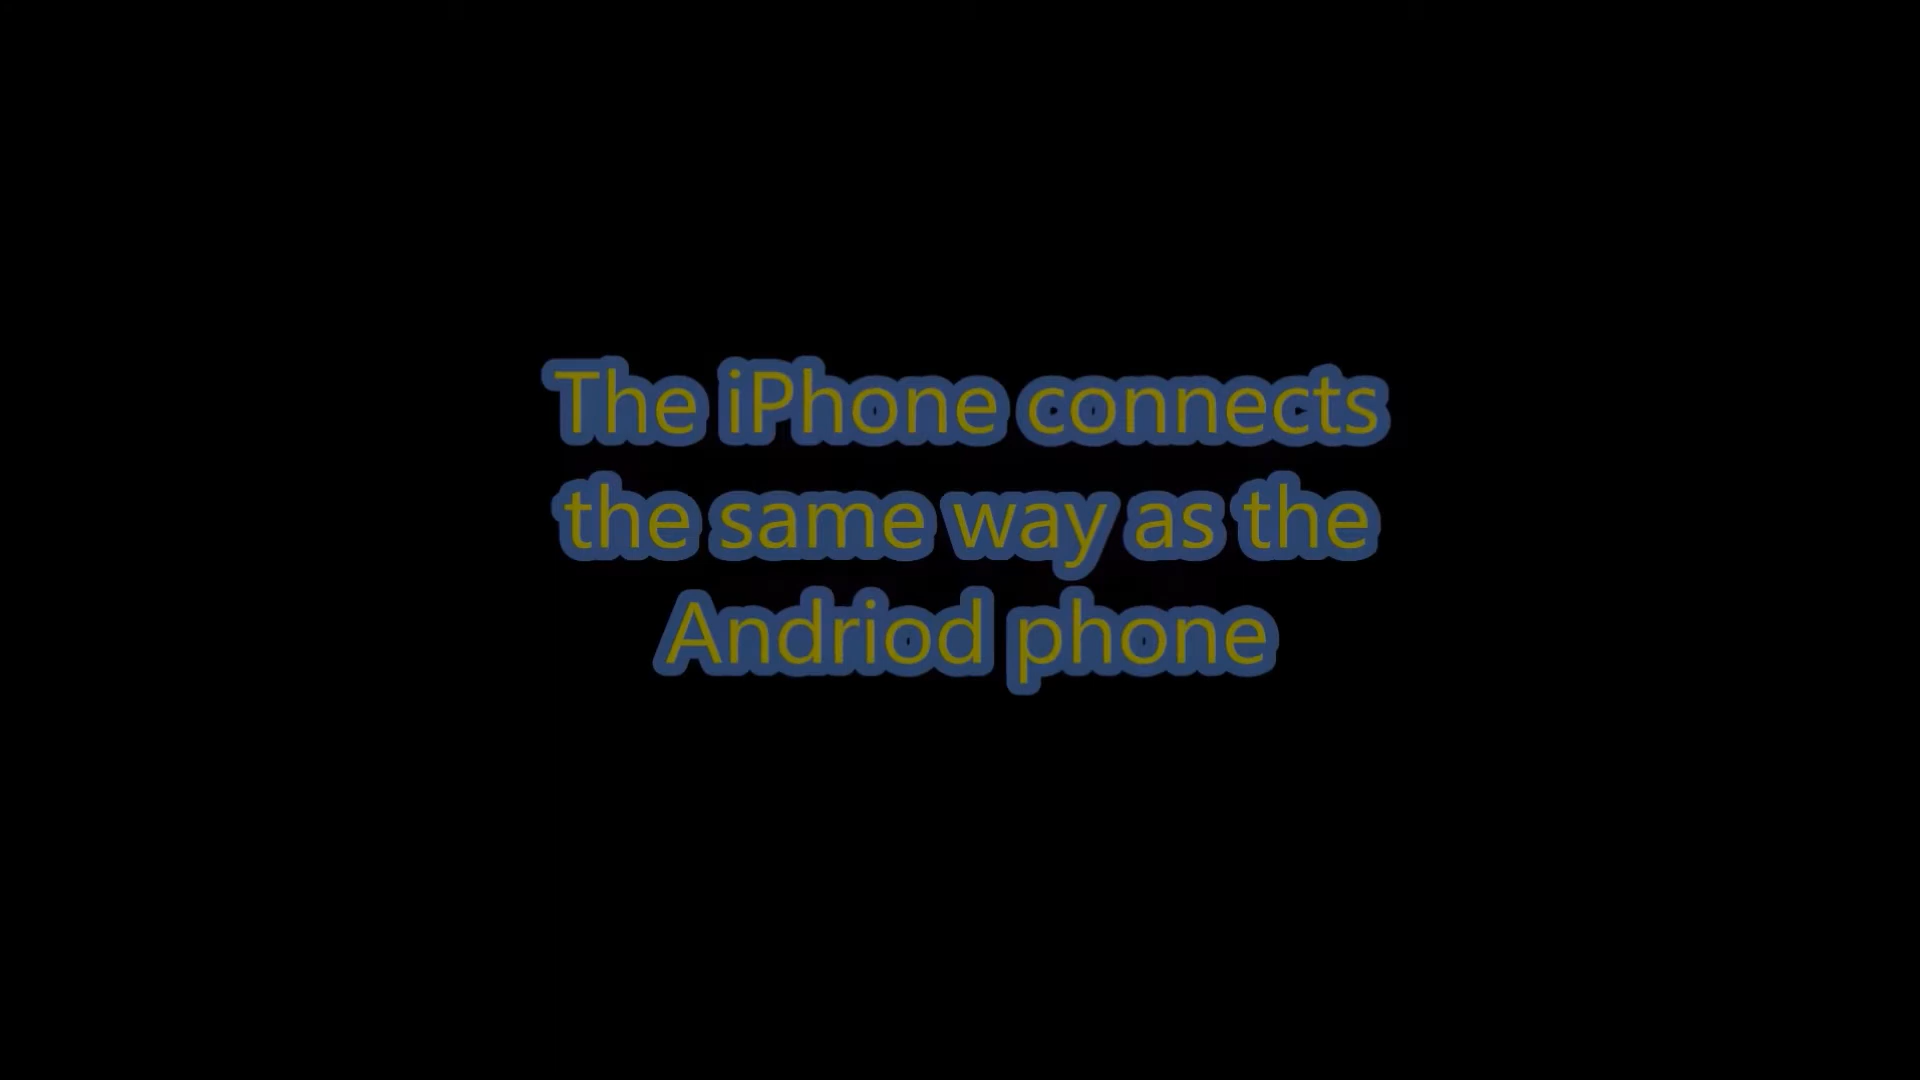 The iPhone connects
the same way as the
Andriod phone